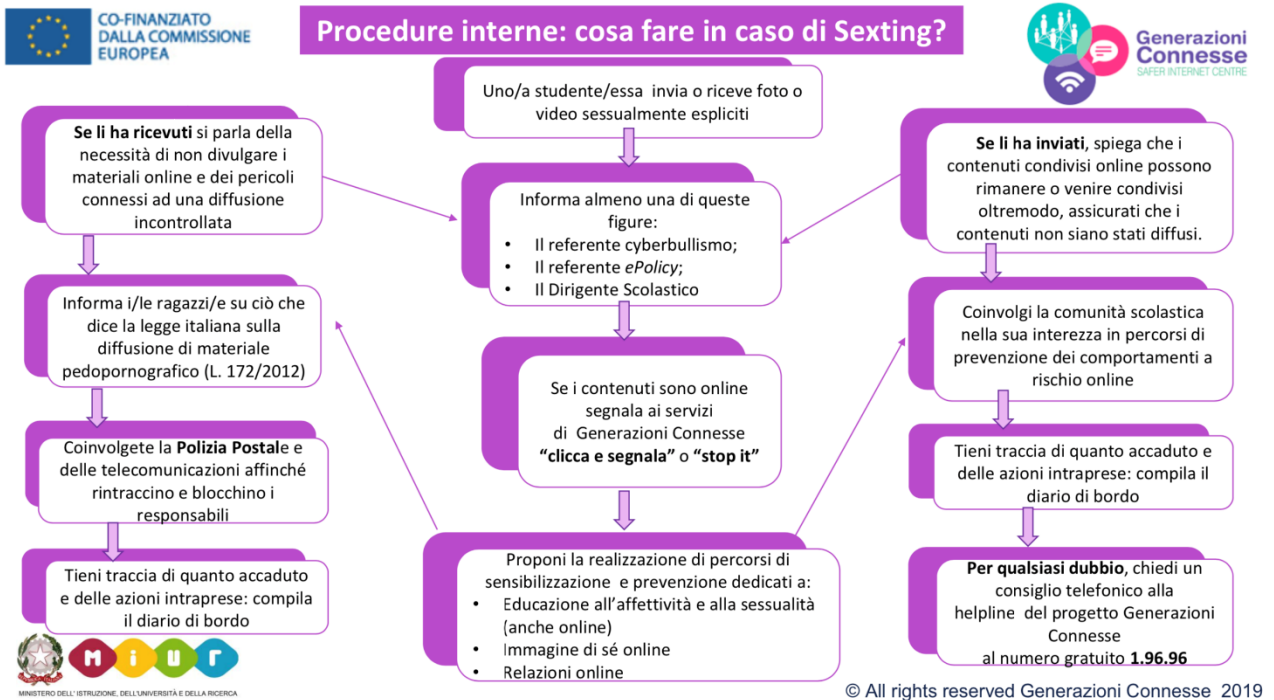 CO-FINANZIATO
DALLA COMMISSIONE
EUROPEA
Procedure interne: cosa fare in caso di Sexting?
Generazioni
Connesse
SAFER INTERNET CENTRE
Uno/a studente/essa invia o riceve foto o
video sessualmente espliciti
Se li ha ricevuti si parla della
necessità di non divulgare i
materiali online e dei pericoli
connessi ad una diffusione
incontrollata
Informa almeno una di queste
figure:
• Il referente cyberbullismo;
• Il referente ePolicy;
• Il Dirigente Scolastico
Se li ha inviati, spiega che i
contenuti condivisi online possono
rimanere o venire condivisi
oltremodo, assicurati che i
contenuti non siano stati diffusi.
Informa i/le ragazzi/e su ciò che
dice la legge italiana sulla
diffusione di materiale
pedopornografico (L. 172/2012)
Se i contenuti sono online
segnala ai servizi
di Generazioni Connesse
“clicca e segnala” o “stop it”
Coinvolgi la comunità scolastica
nella sua interezza in percorsi di
prevenzione dei comportamenti a
rischio online
Coinvolgete la Polizia Postale e
delle telecomunicazioni affinché
rintraccino e blocchino i
responsabili
Tieni traccia di quanto accaduto e
delle azioni intraprese: compila il
diario di bordo
Tieni traccia di quanto accaduto
e delle azioni intraprese: compila
il diario di bordo
Proponi la realizzazione di percorsi di
sensibilizzazione e prevenzione dedicati a:
• Educazione all’affettività e alla sessualità
(anche online)
• Immagine di sé online
• Relazioni online
Per qualsiasi dubbio, chiedi un
consiglio telefonico alla
helpline del progetto Generazioni
Connesse
al numero gratuito 1.96.96
MiUr
MINISTERO DELL' ISTRUZIONE, DELL'UNIVERSITÀ E DELLA RICERCA
© All rights reserved Generazioni Connesse 2019